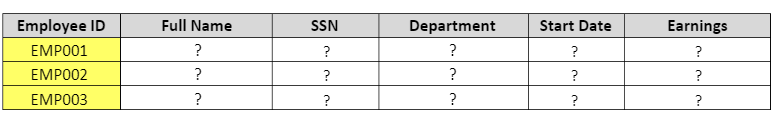 Employee ID Full Name SSN Department Start Date Earnings
EMP001 ? ? ? ? ?
EMP002 ? ? ? ? ?
EMP003 ? ? ? ? ?